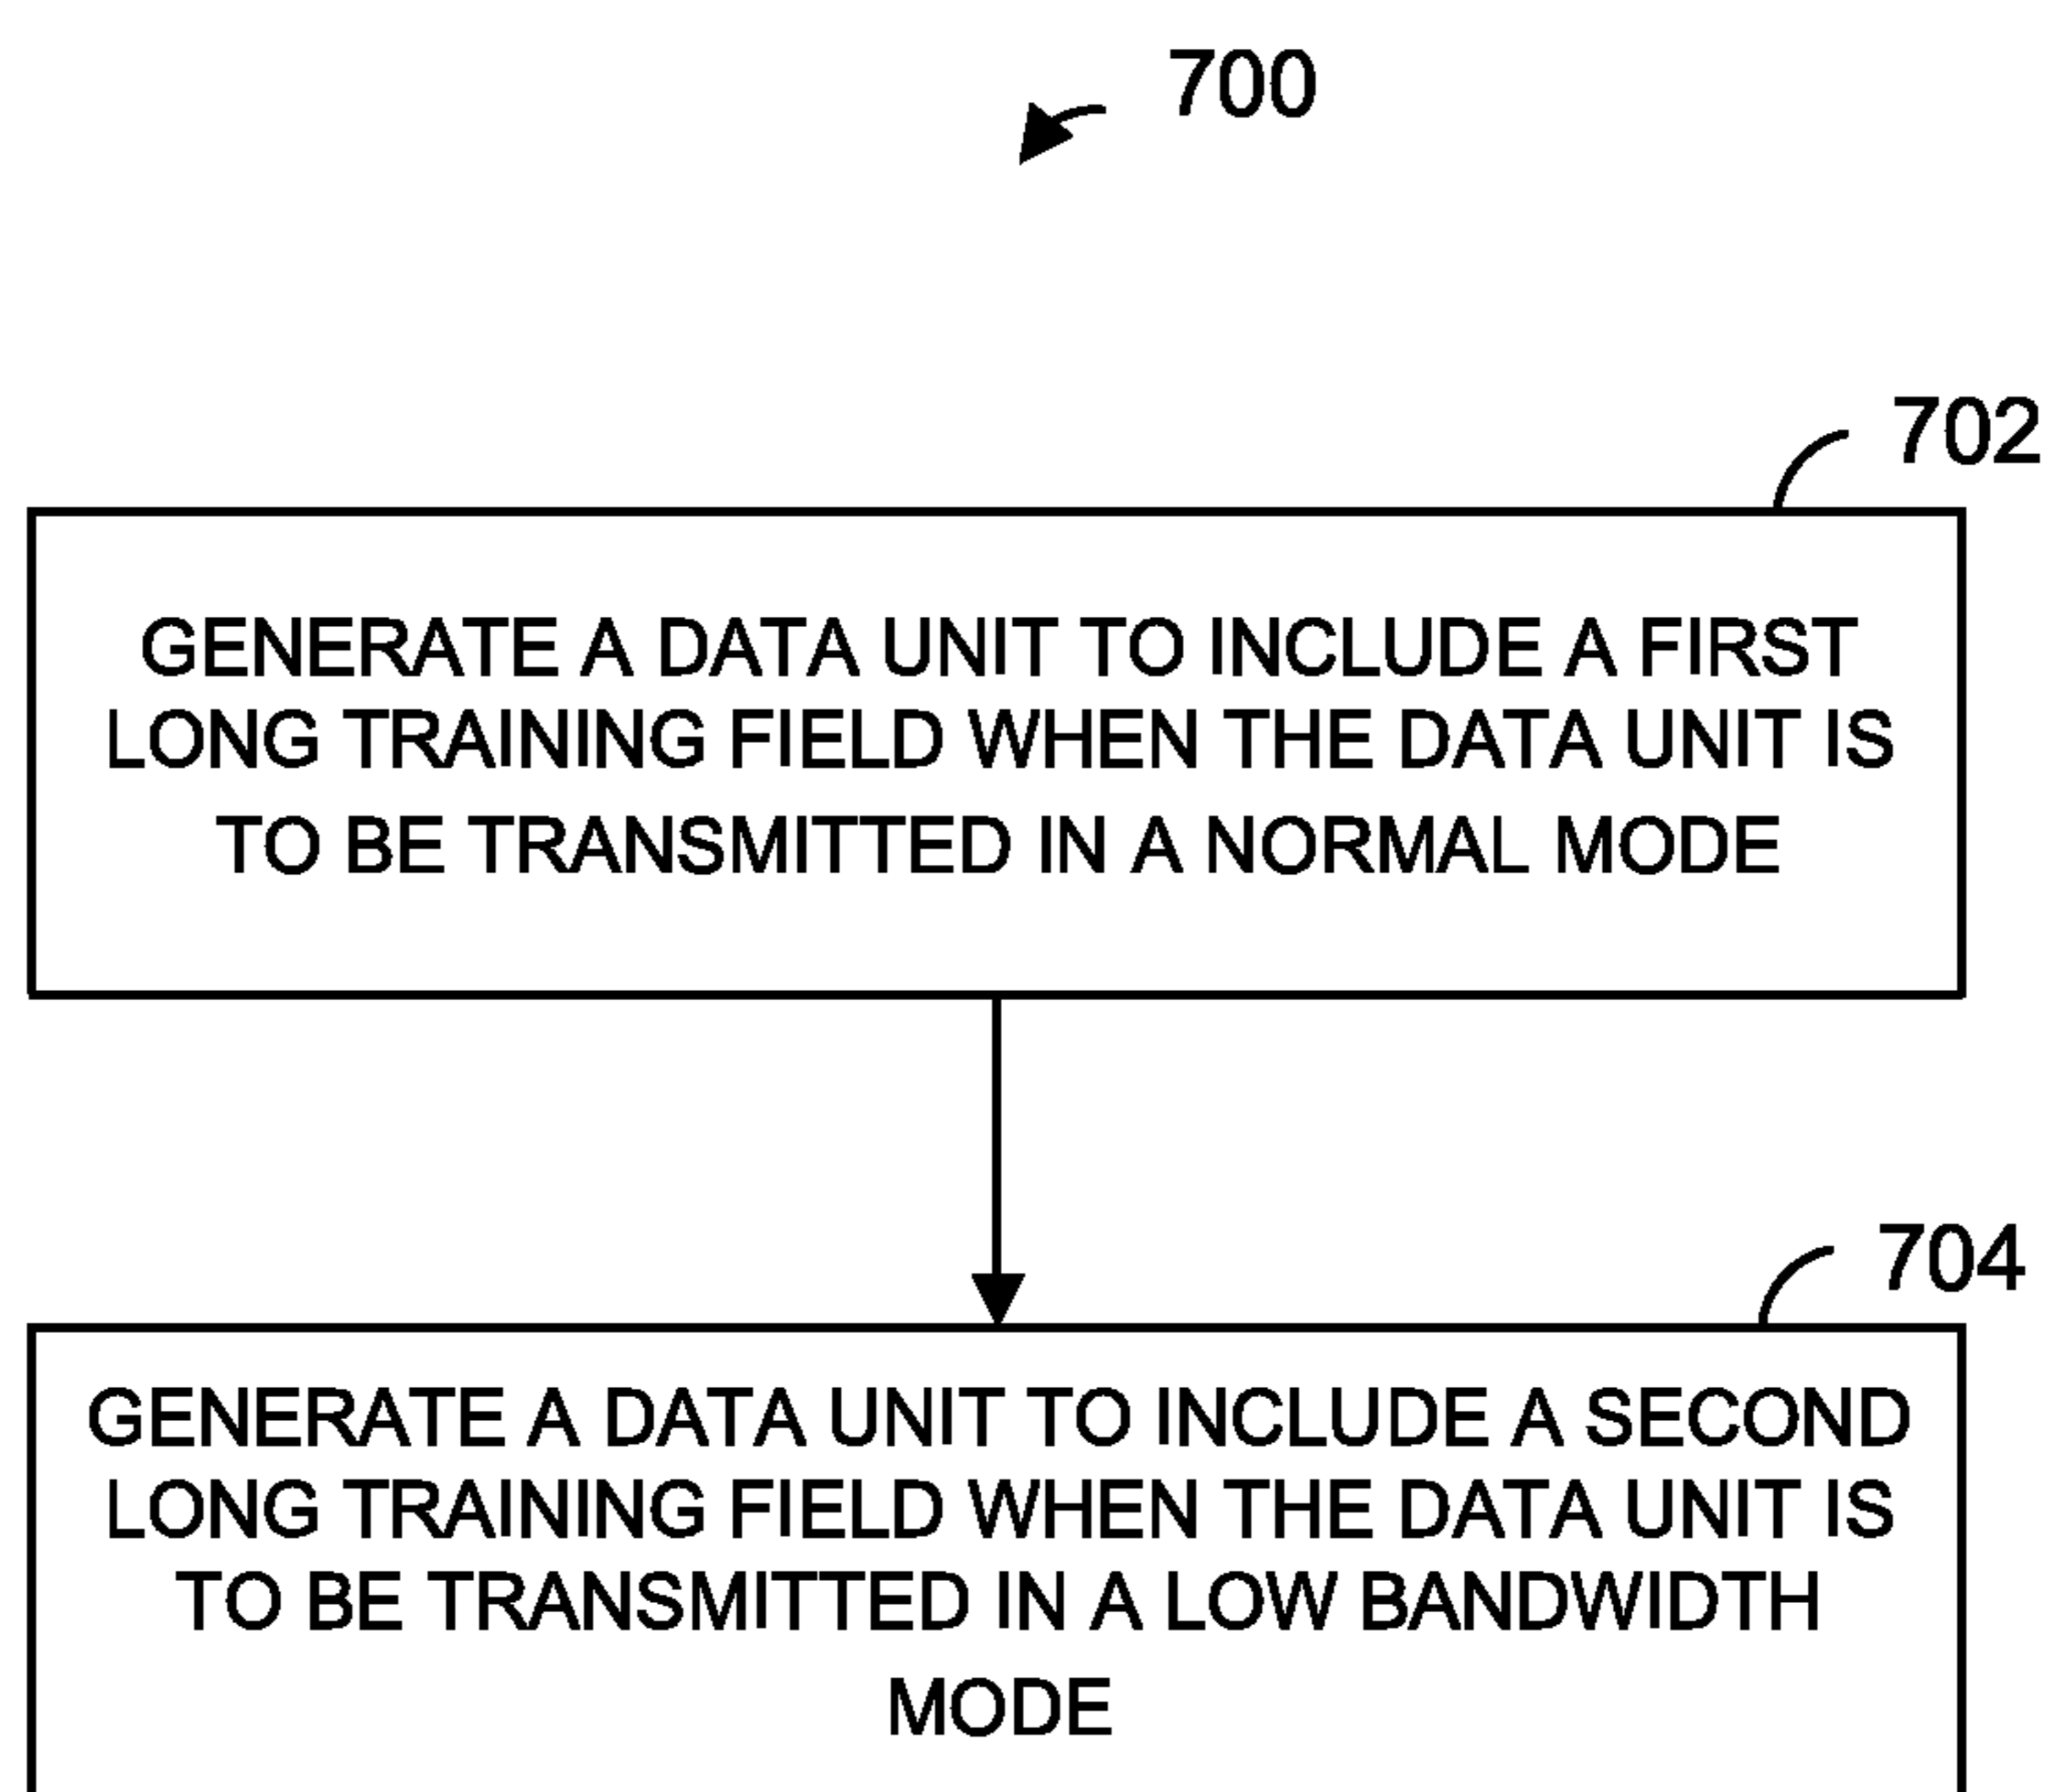 700
702
GENERATE A DATA UNIT TO INCLUDE A FIRST
LONG TRAINING FIELD WHEN THE DATA UNIT IS
TO BE TRANSMITTED IN A NORMAL MODE
704
GENERATE A DATA UNIT TO INCLUDE A SECOND
LONG TRAINING FIELD WHEN THE DATA UNIT IS
TO BE TRANSMITTED IN A LOW BANDWIDTH
MODE